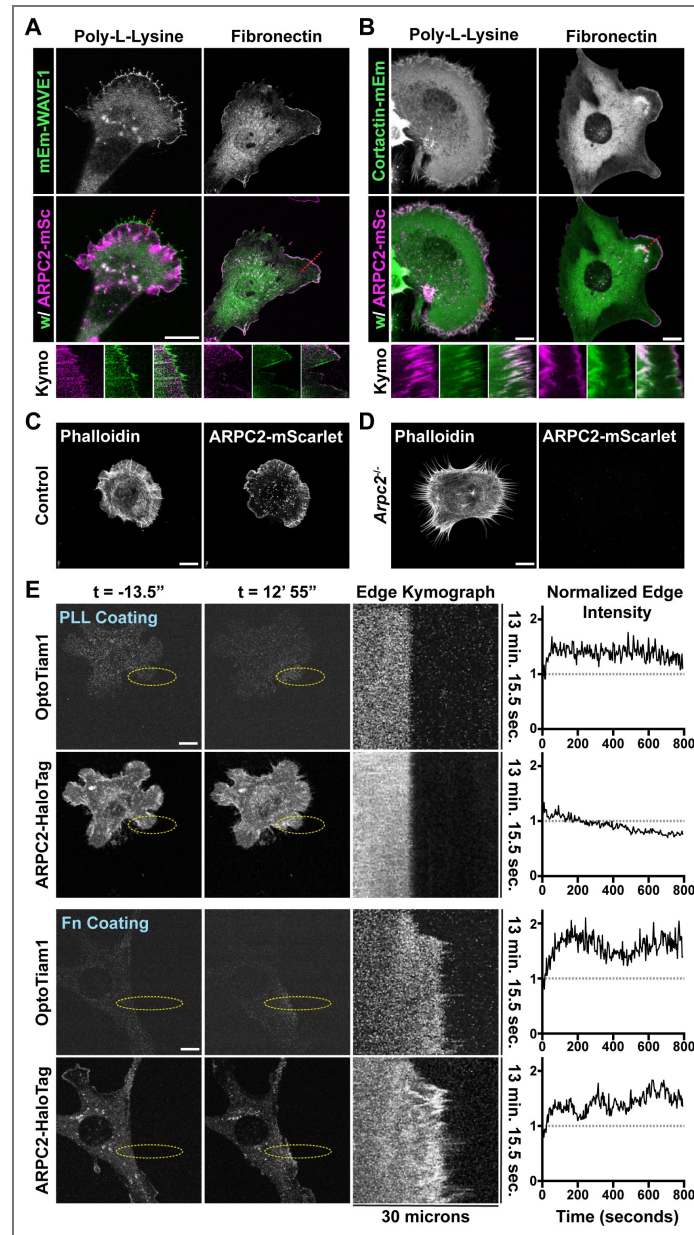 A
Poly-L-Lysine Fibronectin
mEm-WAVE1
w/ ARPC2-mSc
Kymo
B
Poly-L-Lysine Fibronectin
Cortactin-mEm
w/ ARPC2-mSc
Kymo
C
Control
Phalloidin ARPC2-mScarlet
D
Arpc2-/-
Phalloidin ARPC2-mScarlet
E
t = -13.5” t = 12’ 55” Edge Kymograph Normalized Edge
Intensity
PLL Coating
OptoTiam1
13 min. 15.5 sec.
2
1
0
0 200 400 600 800
ARPC2-HaloTag
13 min. 15.5 sec.
2
1
0
0 200 400 600 800
Fn Coating
OptoTiam1
13 min. 15.5 sec.
2
1
0
0 200 400 600 800
ARPC2-HaloTag
13 min. 15.5 sec.
2
1
0
0 200 400 600 800
30 microns Time (seconds)